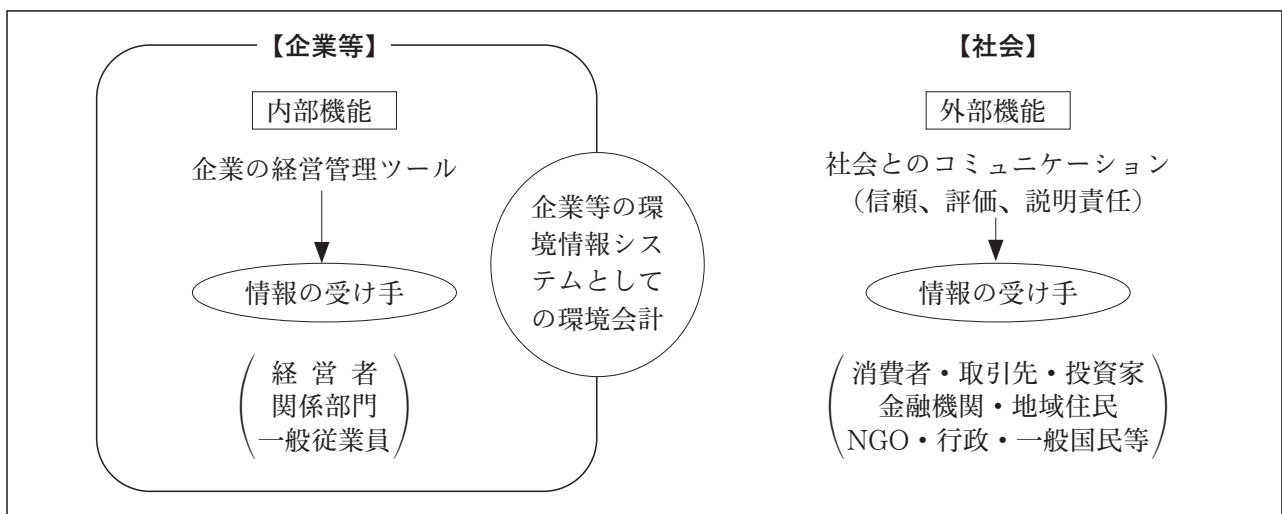 【企業等】
内部機能
企業の経営管理ツール
情報の受け手
経営者
関係部門
一般従業員
企業等の環
境情報シス
テムとして
の環境会計
【社会】
外部機能
社会とのコミュニケーション
（信頼、評価、説明責任）
情報の受け手
消費者・取引先・投資家
金融機関・地域住民
NGO・行政・一般国民等